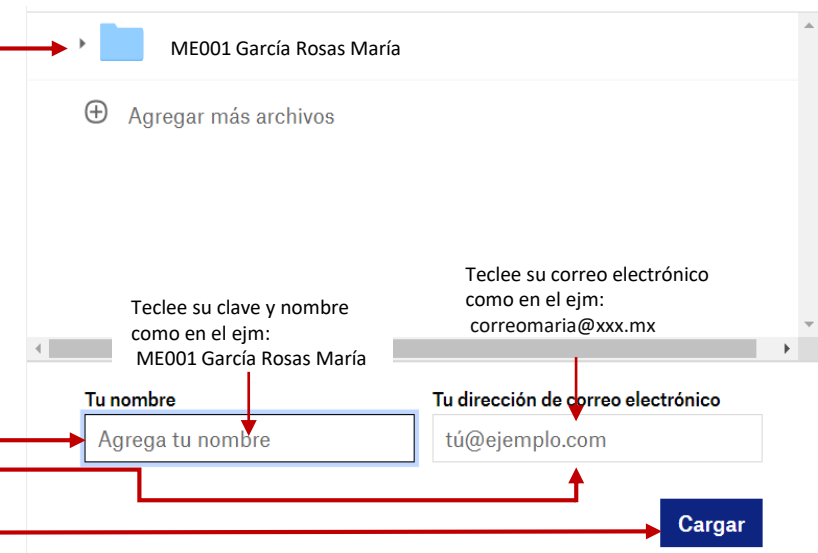 ME001 García Rosas María
Agregar más archivos
Teclee su clave y nombre
como en el ejm:
ME001 García Rosas María
Teclee su correo electrónico
como en el ejm:
correomaria@xxx.mx
Tu nombre
Tu dirección de correo electrónico
Agrega tu nombre
tú@ejemplo.com
Cargar